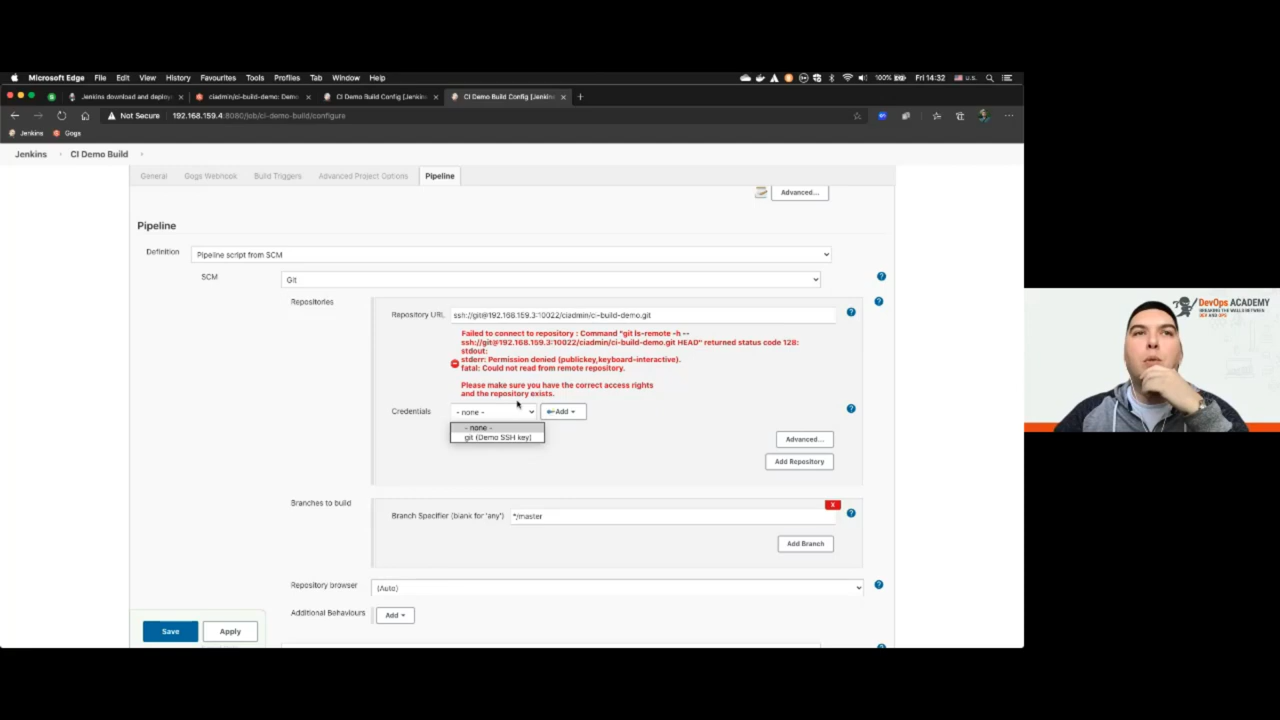 Microsoft Edge File Edit View History Favourites Tools Profiles Tab Window Help 100% U.S. Fri 14:32
Jenkins download and deploy ciadmin/ci-build-demo: Demo CI Demo Build Config [Jenkins CI Demo Build Config [Jenkins
Not Secure 192.168.159.4:8080/job/ci-demo-build/configure
Jenkins Gogs
Jenkins CI Demo Build
General Gogs Webhook Build Triggers Advanced Project Options Pipeline
Advanced...
Pipeline
Definition Pipeline script from SCM
SCM Git
Repositories
Repository URL ssh://git@192.168.159.3:10022/ciadmin/ci-build-demo.git
Failed to connect to repository : Command "git ls-remote -h --
ssh://git@192.168.159.3:10022/ciadmin/ci-build-demo.git HEAD" returned status code 128:
stdout:
stderr: Permission denied (publickey,keyboard-interactive).
fatal: Could not read from remote repository.
Please make sure you have the correct access rights
and the repository exists.
Credentials - none - Add
- none -
git (Demo SSH key)
Advanced...
Add Repository
Branches to build
X
Branch Specifier (blank for 'any') */master
Add Branch
Repository browser (Auto)
Additional Behaviours Add
Save Apply
DevOps ACADEMY
BREAKING THE WALLS BETWEEN
DEV AND OPS